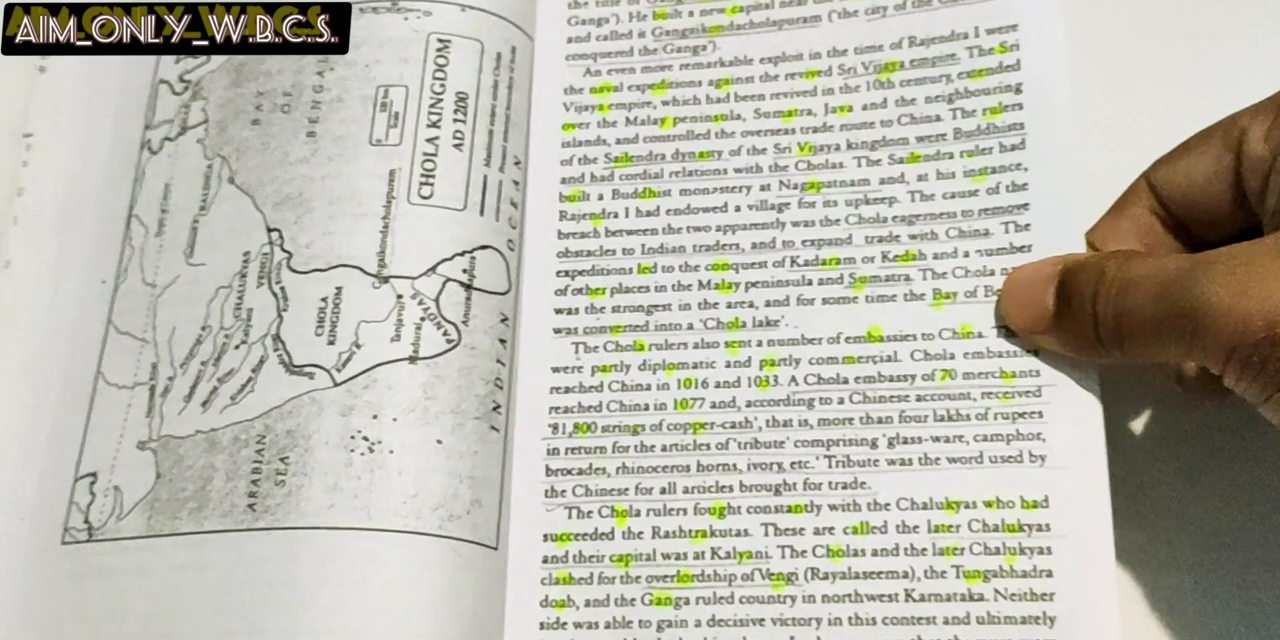 AIM_ONLY_W.B.C.S.
BAY
OF
BENGAL
CHOLA KINGDOM
AD 1200
CHALUKYAS
Kalyani
VENGI
CHOLA
KINGDOM
Gangaikondacholapuram
Tanjavur
Madurai
PANDYAS
Anuradhapura
ARABIAN
SEA
INDIAN OCEAN
the title of
Ganga'). He built a new capital near the
and called it Gangaikondacholapuram ('the city of the
conquered the Ganga').
An even more remarkable exploit in the time of Rajendra I were
the naval expeditions against the revived Sri Vijaya empire. The Sri
Vijaya empire, which had been revived in the 10th century, extended
over the Malay peninsula, Sumatra, Java and the neighbouring
islands, and controlled the overseas trade route to China. The rulers
of the Sailendra dynasty of the Sri Vijaya kingdom were Buddhists
and had cordial relations with the Cholas. The Sailendra ruler had
built a Buddhist monastery at Nagapatnam and, at his instance,
Rajendra I had endowed a village for its upkeep. The cause of the
breach between the two apparently was the Chola eagerness to remove
obstacles to Indian traders, and to expand trade with China. The
expeditions led to the conquest of Kadaram or Kedah and a number
of other places in the Malay peninsula and Sumatra. The Chola
was the strongest in the area, and for some time the Bay of
was converted into a 'Chola lake'.
The Chola rulers also sent a number of embassies to China.
were partly diplomatic and partly commercial. Chola embassies
reached China in 1016 and 1033. A Chola embassy of 70 merchants
reached China in 1077 and, according to a Chinese account, received
'81,800 strings of copper-cash', that is, more than four lakhs of rupees
in return for the articles of 'tribute' comprising 'glass-ware, camphor,
brocades, rhinoceros horns, ivory, etc.' Tribute was the word used by
the Chinese for all articles brought for trade.
The Chola rulers fought constantly with the Chalukyas who had
succeeded the Rashtrakutas. These are called the later Chalukyas
and their capital was at Kalyani. The Cholas and the later Chalukyas
clashed for the overlordship of Vengi (Rayalaseema), the Tungabhadra
doab, and the Ganga ruled country in northwest Karnataka. Neither
side was able to gain a decisive victory in this contest and ultimately